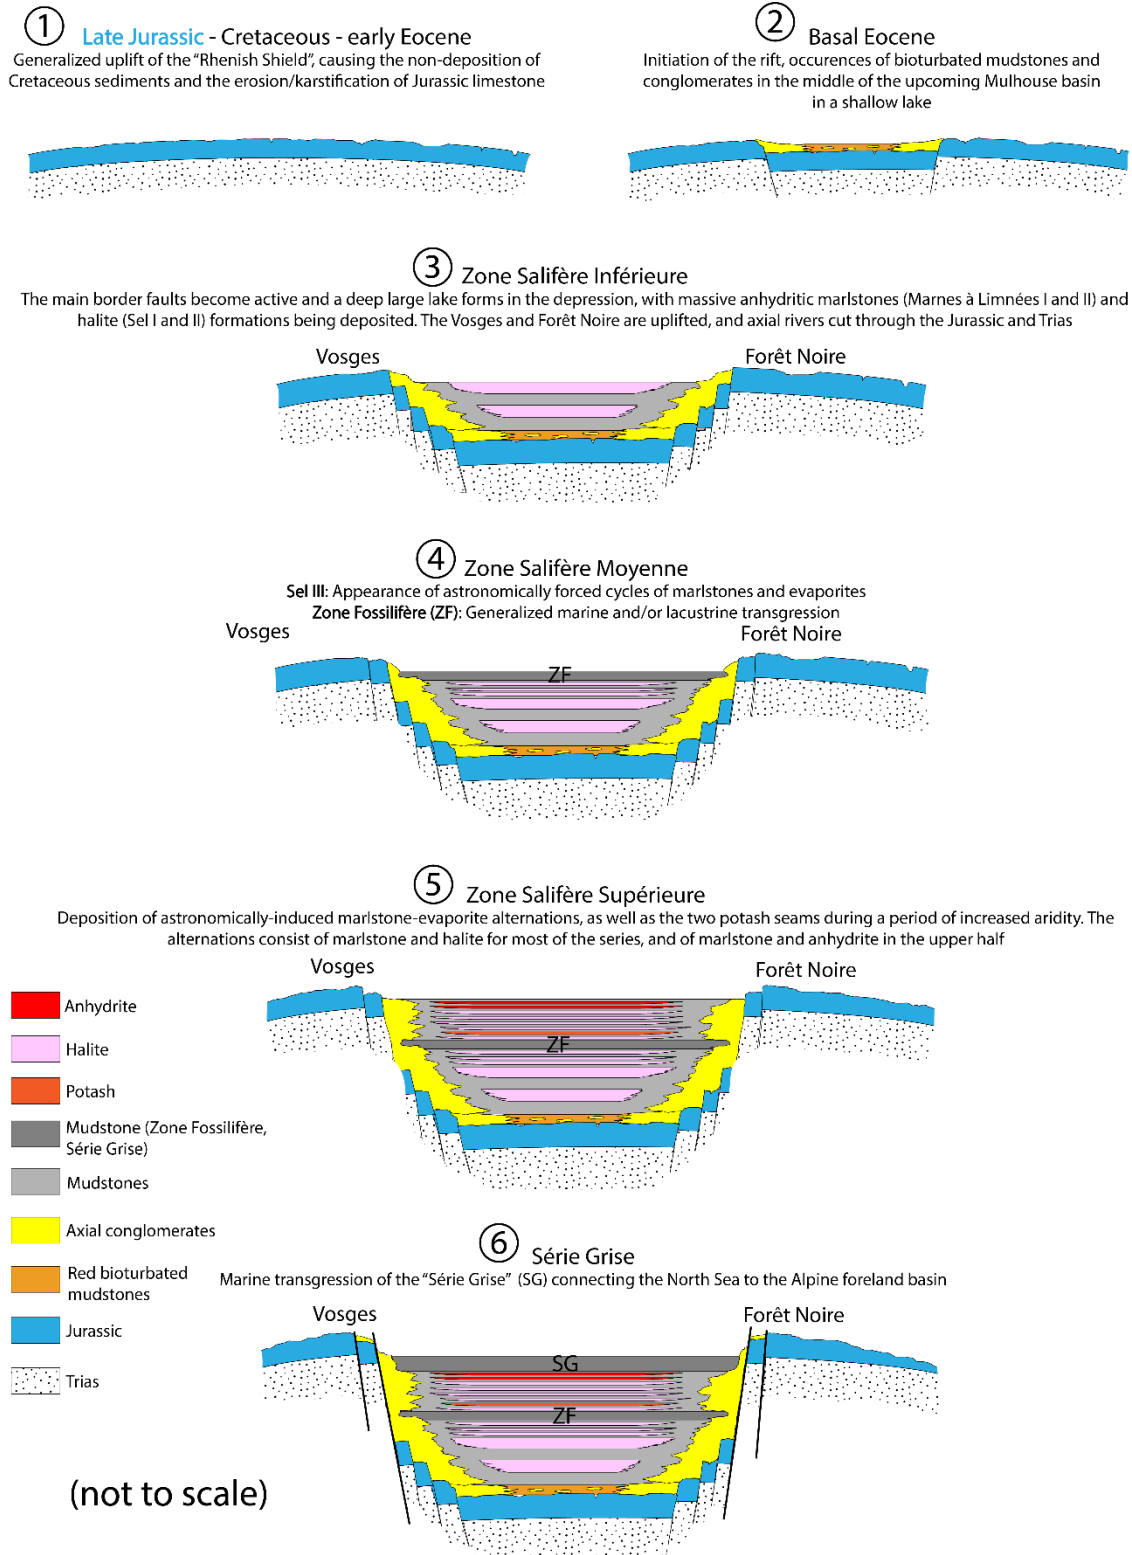 1
Late Jurassic - Cretaceous - early Eocene
Generalized uplift of the “Rhenish Shield”, causing the non-deposition of
Cretaceous sediments and the erosion/karstification of Jurassic limestone
2
Basal Eocene
Initiation of the rift, occurences of bioturbated mudstones and
conglomerates in the middle of the upcoming Mulhouse basin
in a shallow lake
3
Zone Salifère Inférieure
The main border faults become active and a deep large lake forms in the depression, with massive anhydritic marlstones (Marnes à Limnées I and II) and
halite (Sel I and II) formations being deposited. The Vosges and Forêt Noire are uplifted, and axial rivers cut through the Jurassic and Trias
Vosges
Forêt Noire
4
Zone Salifère Moyenne
Sel III: Appearance of astronomically forced cycles of marlstones and evaporites
Zone Fossilifère (ZF): Generalized marine and/or lacustrine transgression
Vosges
Forêt Noire
ZF
5
Zone Salifère Supérieure
Deposition of astronomically-induced marlstone-evaporite alternations, as well as the two potash seams during a period of increased aridity. The
alternations consist of marlstone and halite for most of the series, and of marlstone and anhydrite in the upper half
Vosges
Forêt Noire
ZF
Anhydrite
Halite
Potash
Mudstone (Zone Fossilifère,
Série Grise)
Mudstones
Axial conglomerates
Red bioturbated
mudstones
Jurassic
Trias
6
Série Grise
Marine transgression of the “Série Grise” (SG) connecting the North Sea to the Alpine foreland basin
Vosges
Forêt Noire
SG
ZF
(not to scale)